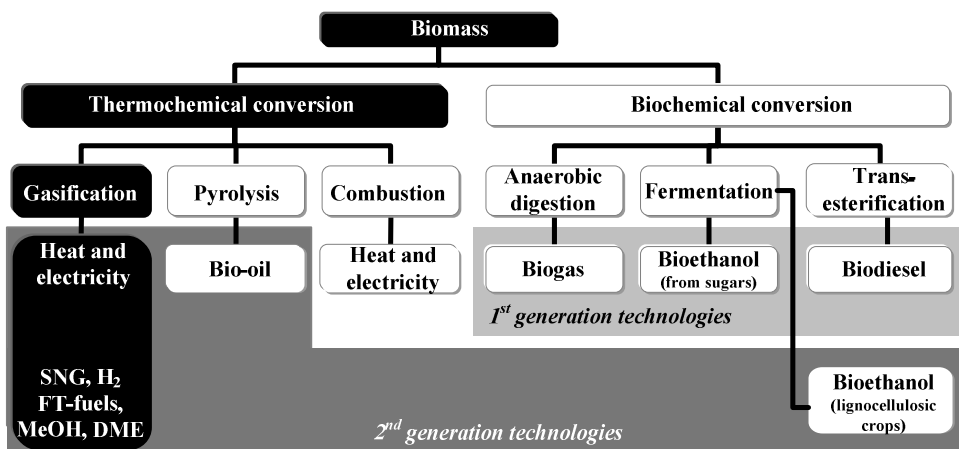 Biomass
Thermochemical conversion
Biochemical conversion
Gasification
Pyrolysis
Combustion
Anaerobic
digestion
Fermentation
Trans-
esterification
Heat and
electricity
Bio-oil
Heat and
electricity
Biogas
Bioethanol
(from sugars)
Biodiesel
1st generation technologies
SNG, H2
FT-fuels,
MeOH, DME
Bioethanol
(lignocellulosic
crops)
2nd generation technologies